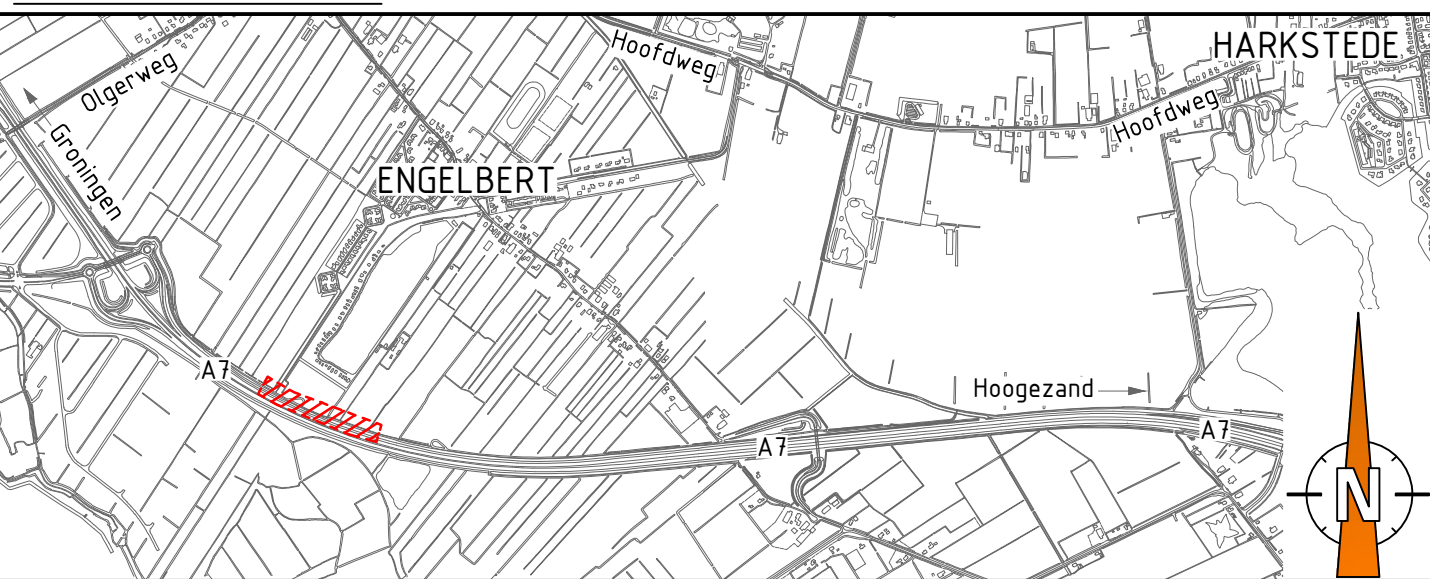 HARKSTEDE
Hoofdweg
Olgerweg
Hoofdweg
Groningen
ENGELBERT
A7
Hoogezand
A7
A7
N